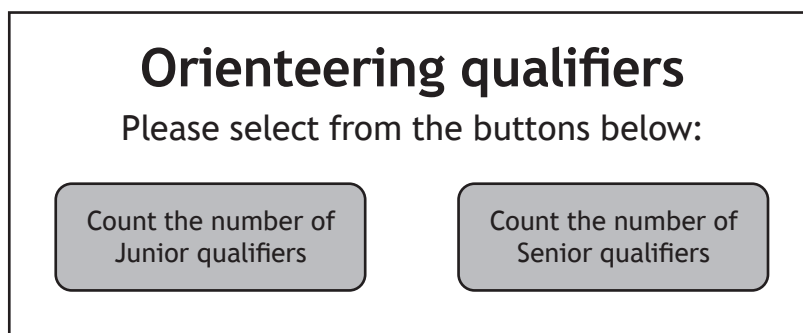 Orienteering qualifiers
Please select from the buttons below:
Count the number of
Junior qualifiers
Count the number of
Senior qualifiers